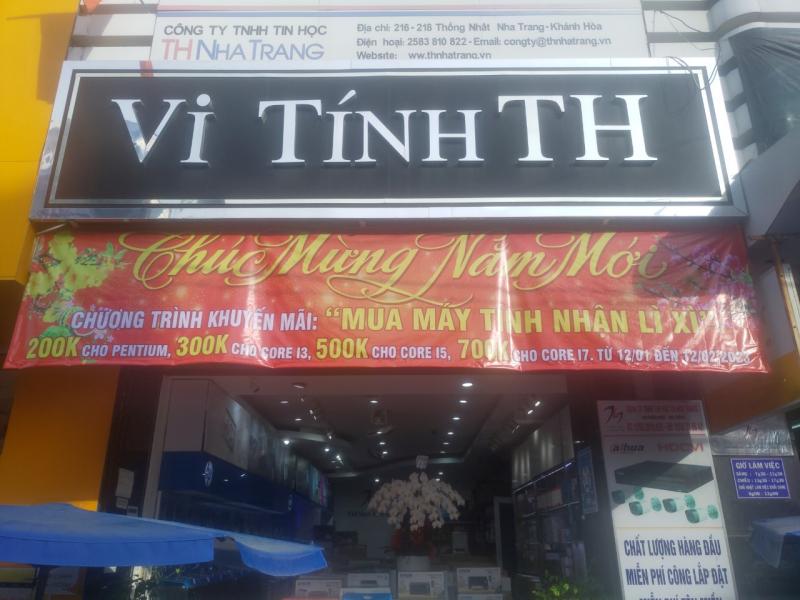 CÔNG TY TNHH TIN HỌC
TH NHA TRANG
Địa chỉ: 216 - 218 Thống Nhất Nha Trang - Khánh Hòa
Điện hoại: 2583 810 822 - Email: congty@thnhatrang.vn
Website: ww.thnhatrang.vn
VI TÍNH TH
Chúc Mừng Năm Mới
CHƯƠNG TRÌNH KHUYẾN MÃI: "MUA MÁY TÍNH NHẬN LÌ XÌ"
200K CHO PENTIUM, 300K CHO CORE I3, 500K CHO CORE I5, 700K CHO CORE I7. TỪ 12/01 ĐẾN 12/02/2023
alhua HDCM
CHẤT LƯỢNG HÀNG ĐẦU
MIỄN PHÍ CÔNG LẮP ĐẶT
GIỜ LÀM VIỆC